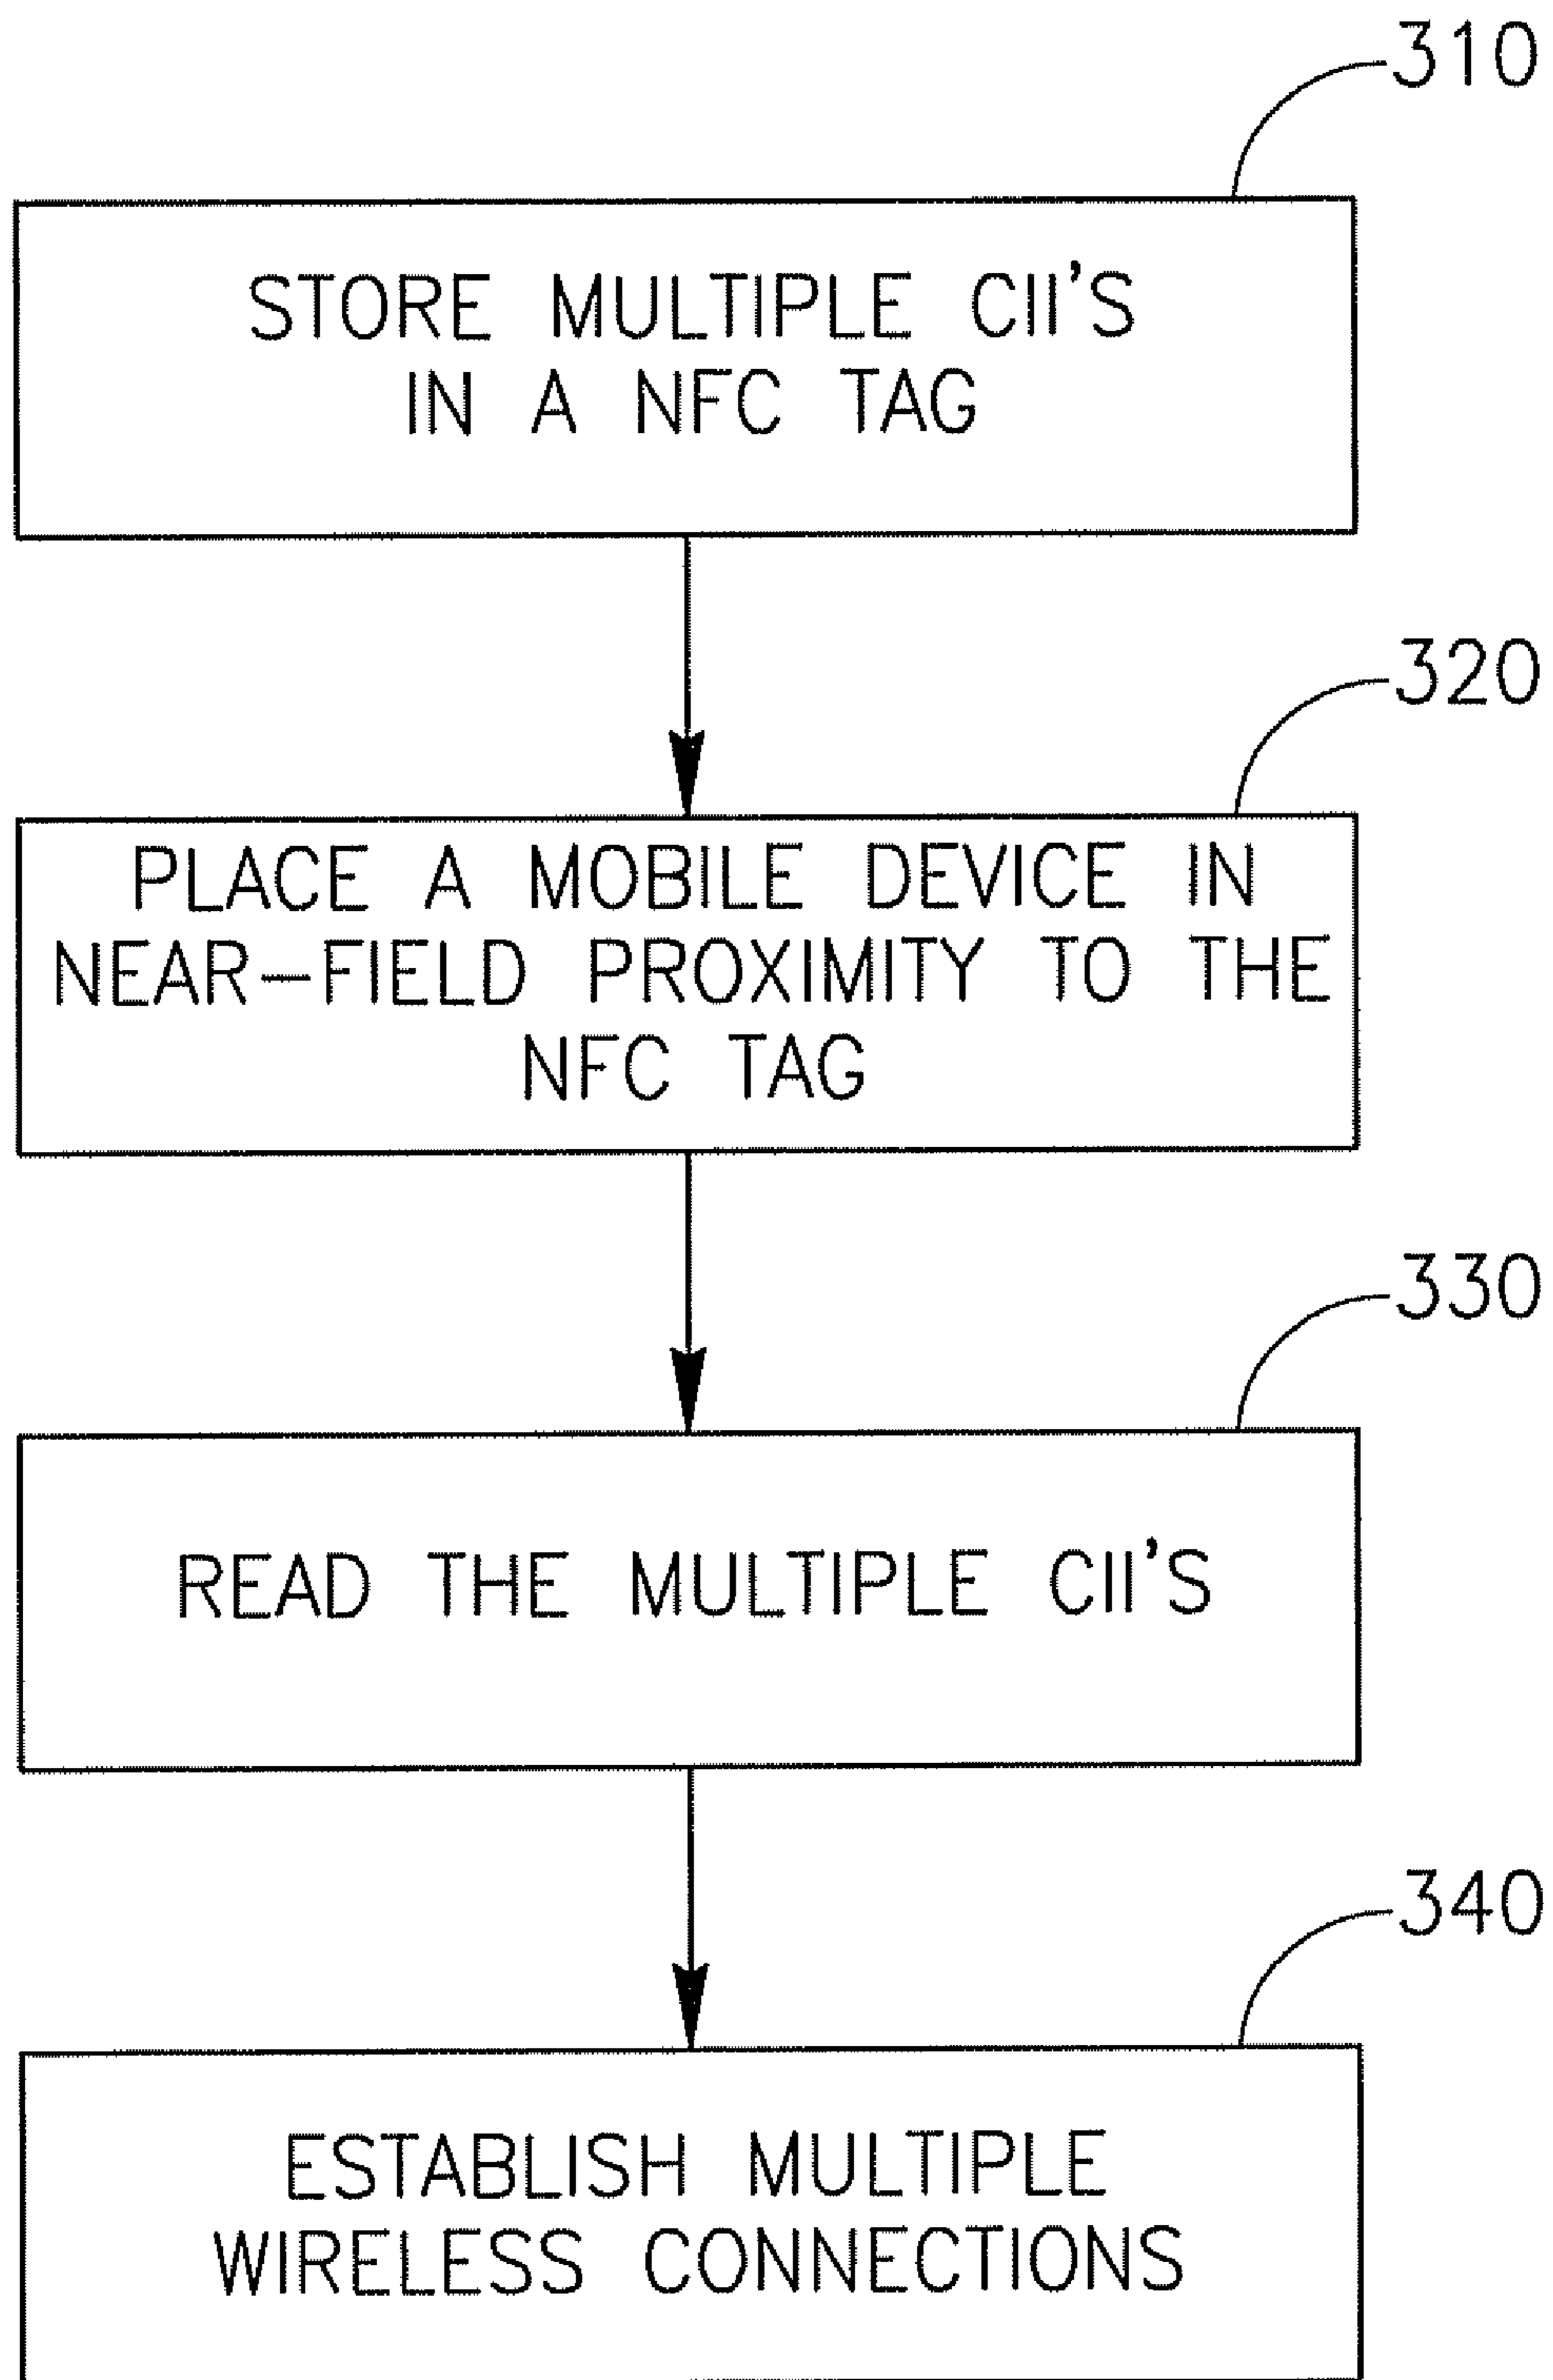 310
STORE MULTIPLE CII'S
IN A NFC TAG
320
PLACE A MOBILE DEVICE IN
NEAR-FIELD PROXIMITY TO THE
NFC TAG
330
READ THE MULTIPLE CII'S
340
ESTABLISH MULTIPLE
WIRELESS CONNECTIONS